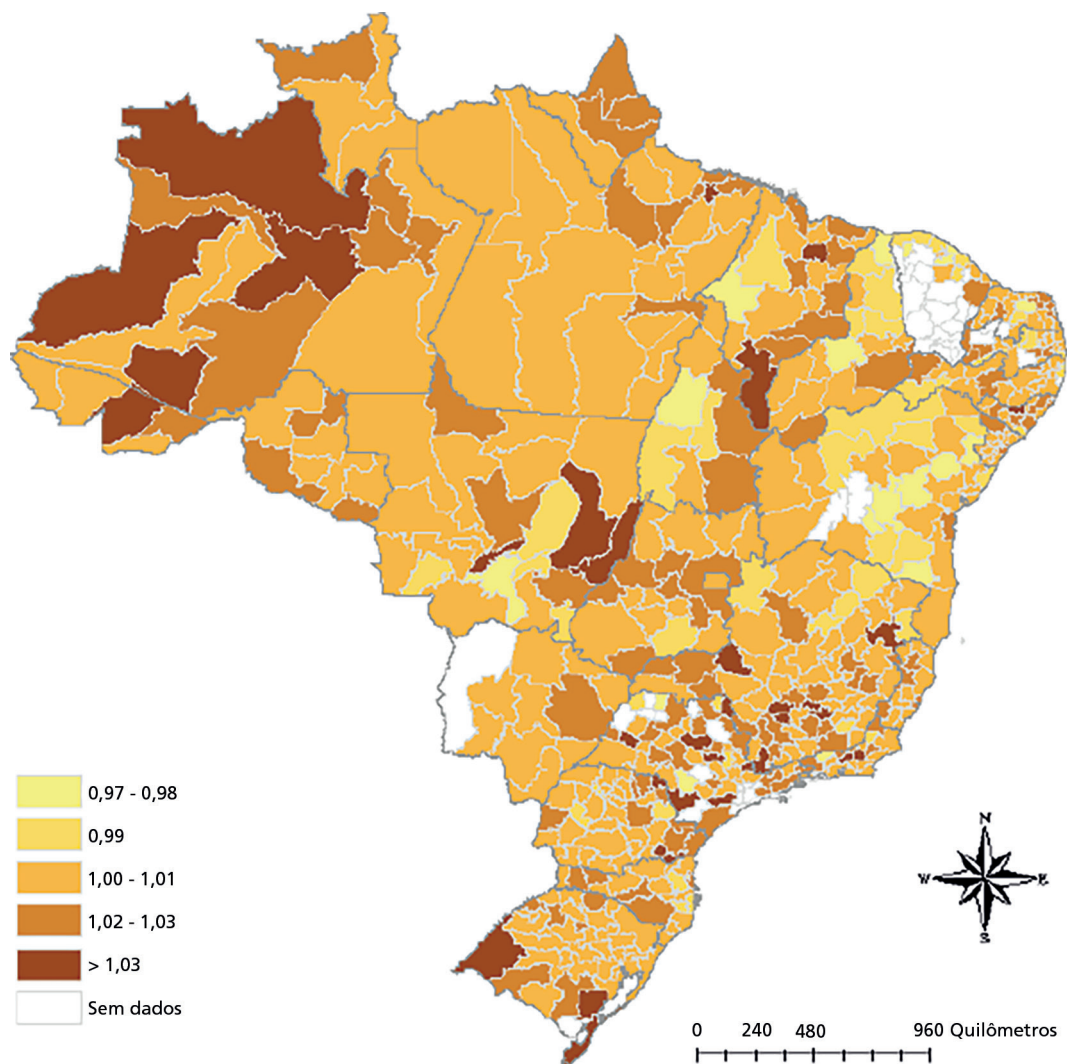 0,97 - 0,98
0,99
1,00 - 1,01
1,02 - 1,03
> 1,03
Sem dados
N
W E
S
0 240 480 960 Quilômetros